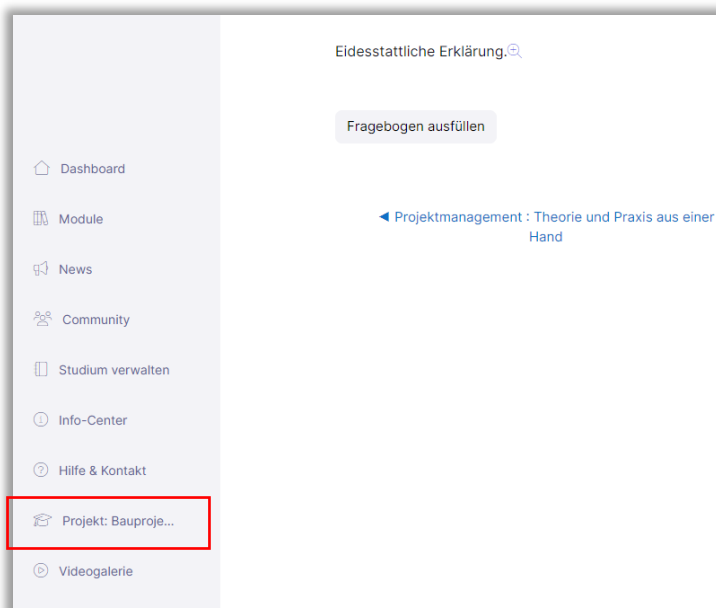 Eidesstattliche Erklärung.
Fragebogen ausfüllen
◄ Projektmanagement : Theorie und Praxis aus einer
Hand
Dashboard
Module
News
Community
Studium verwalten
Info-Center
Hilfe & Kontakt
Projekt: Bauproje...
Videogalerie